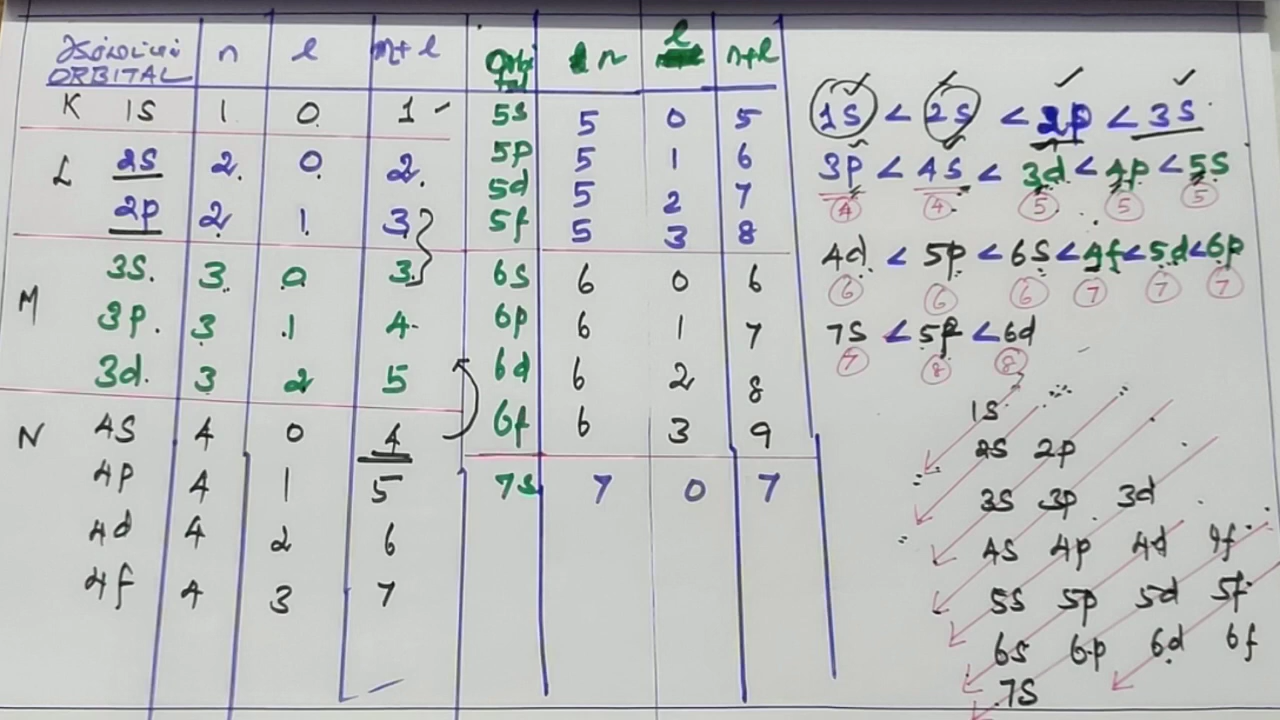 ORBITAL n l n+l
K 1s 1 0 1
L 2s 2 0 2
2p 2 1 3
M 3s 3 0 3
3p 3 1 4
3d 3 2 5
N 4s 4 0 4
4p 4 1 5
4d 4 2 6
4f 4 3 7
Orbital n l n+l
5s 5 0 5
5p 5 1 6
5d 5 2 7
5f 5 3 8
6s 6 0 6
6p 6 1 7
6d 6 2 8
6f 6 3 9
7s 7 0 7
1s < 2s < 2p < 3s
3p < 4s < 3d < 4p < 5s
4 4 5 5 5
4d < 5p < 6s < 4f < 5d < 6p
6 6 6 7 7 7
7s < 5f < 6d
7 8 8
1s
2s 2p
3s 3p 3d
4s 4p 4d 4f
5s 5p 5d 5f
6s 6p 6d 6f
7s